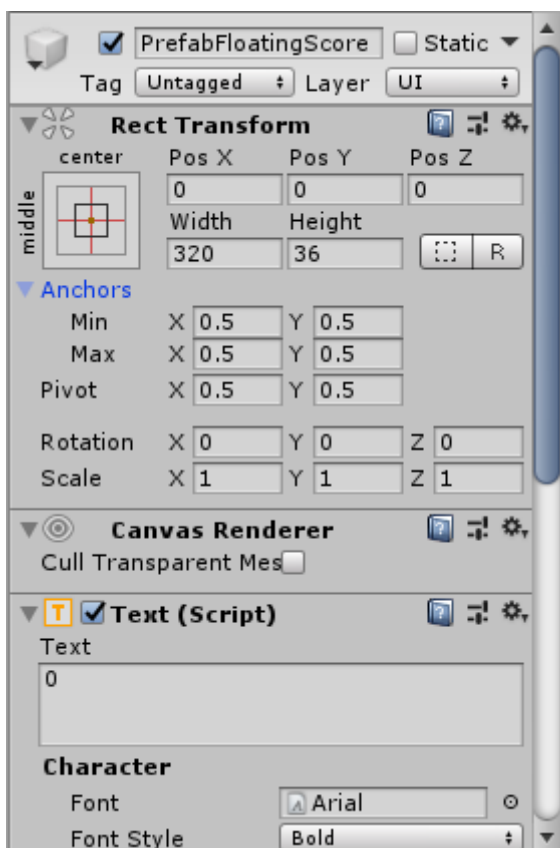 PrefabFloatingScore Static
Tag Untagged Layer UI
Rect Transform
center Pos X Pos Y Pos Z
middle
0 0 0
Width Height
320 36 R
Anchors
Min X 0.5 Y 0.5
Max X 0.5 Y 0.5
Pivot X 0.5 Y 0.5
Rotation X 0 Y 0 Z 0
Scale X 1 Y 1 Z 1
Canvas Renderer
Cull Transparent Mes
T Text (Script)
Text
0
Character
Font Arial
Font Style Bold